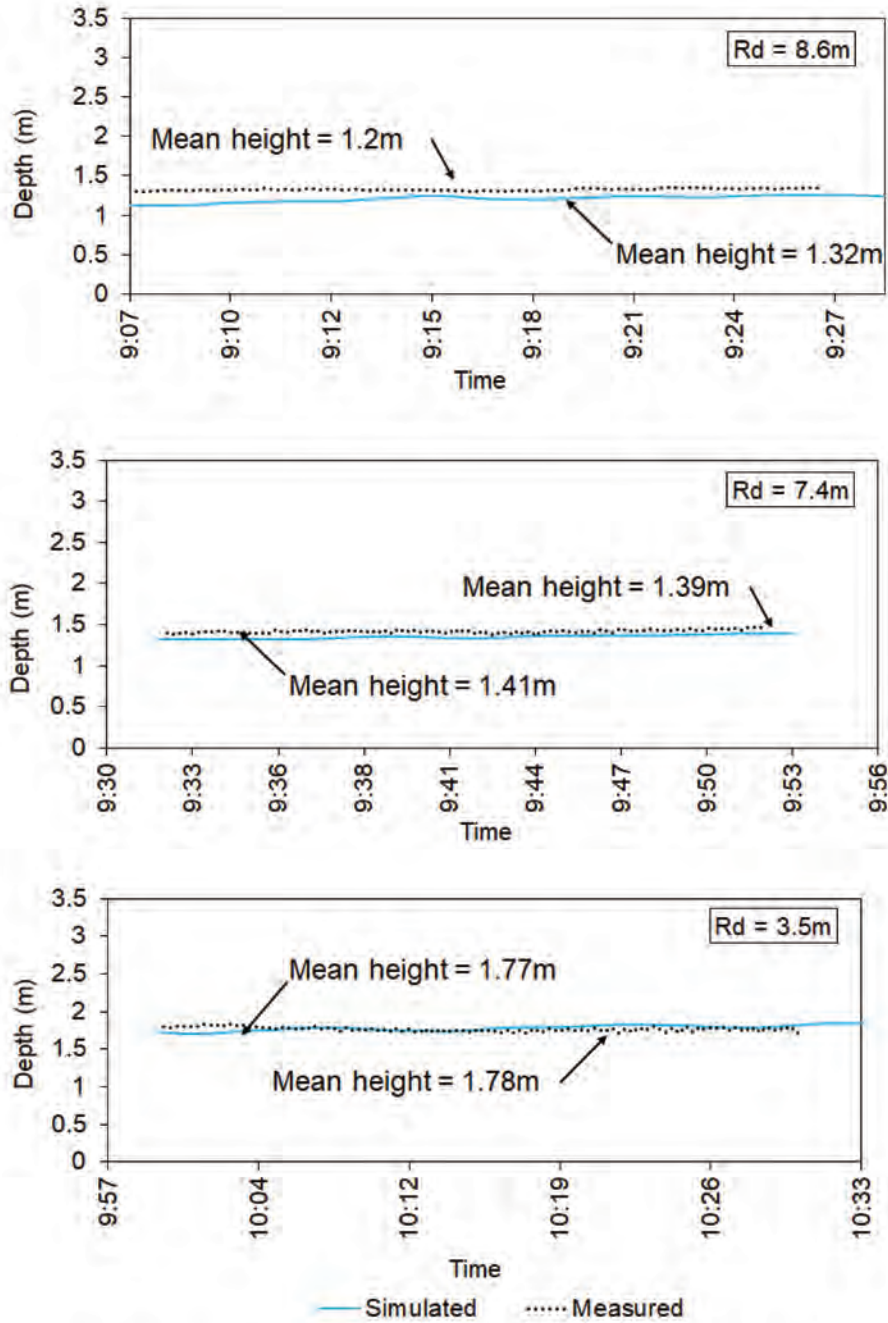 3.5
3
2.5
2
1.5
1
0.5
0
Depth (m)
Rd = 8.6m
Mean height = 1.2m
Mean height = 1.32m
9:07
9:10
9:12
9:15
9:18
9:21
9:24
9:27
Time
3.5
3
2.5
2
1.5
1
0.5
0
Depth (m)
Rd = 7.4m
Mean height = 1.39m
Mean height = 1.41m
9:30
9:33
9:36
9:38
9:41
9:44
9:47
9:50
9:53
9:56
Time
3.5
3
2.5
2
1.5
1
0.5
0
Depth (m)
Rd = 3.5m
Mean height = 1.77m
Mean height = 1.78m
9:57
10:04
10:12
10:19
10:26
10:33
Time
Simulated
Measured